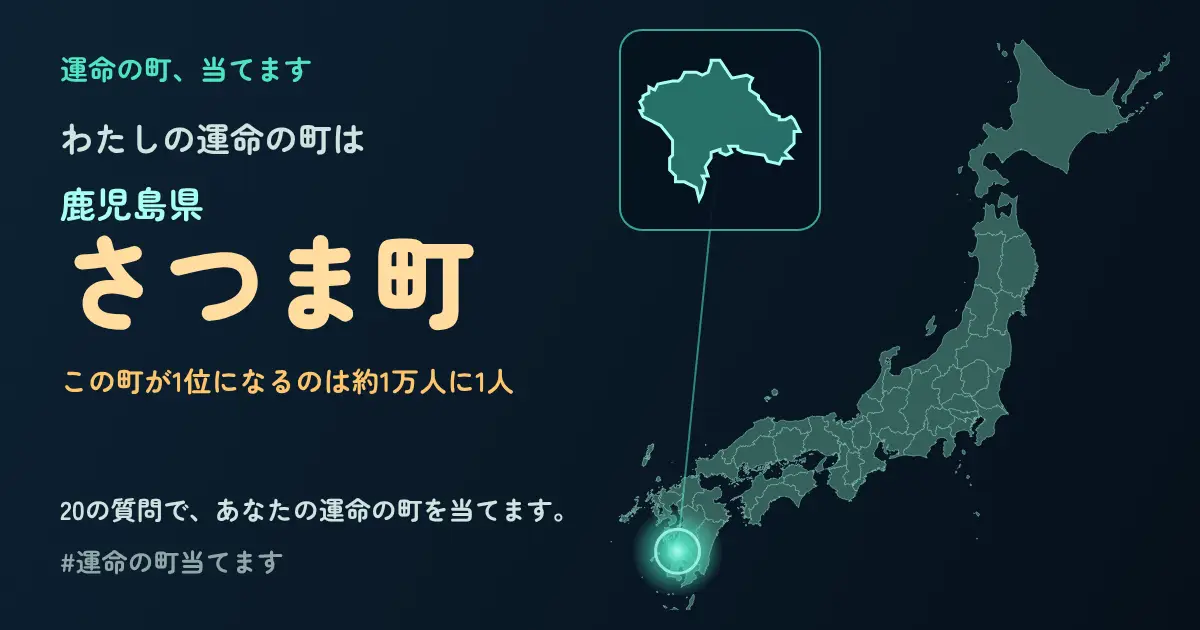 運命の町、当てます
わたしの運命の町は
鹿児島県
さつま町
この町が1位になるのは約1万人に1人
20の質問で、あなたの運命の町を当てます。
#運命の町当てます